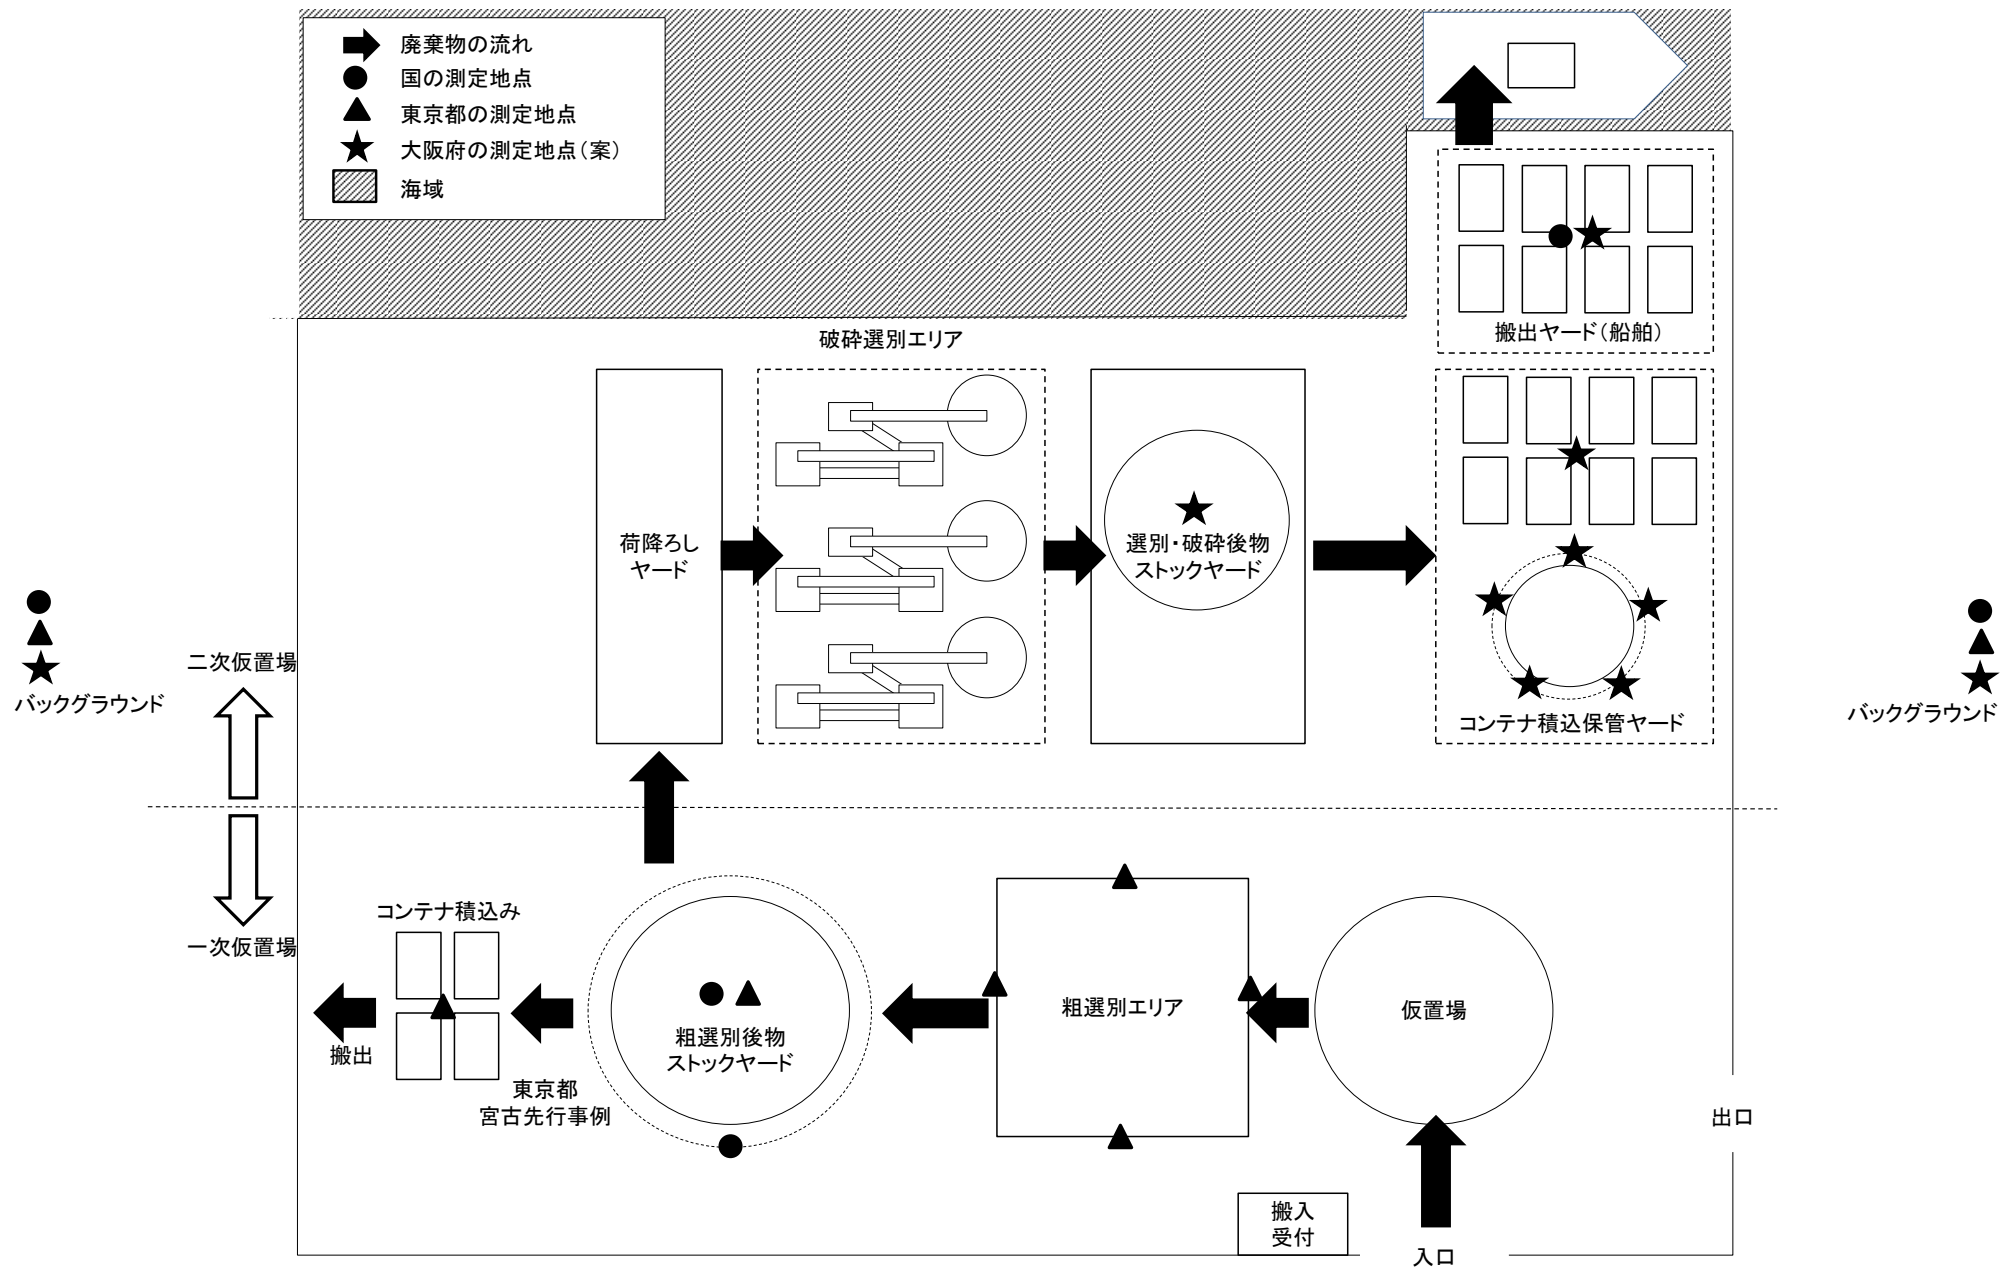 廃棄物の流れ
国の測定地点
東京都の測定地点
大阪府の測定地点（案）
海域
搬出ヤード（船舶）
破砕選別エリア
荷降ろし
ヤード
選別・破砕後物
ストックヤード
コンテナ積込保管ヤード
バックグラウンド
バックグラウンド
二次仮置場
一次仮置場
コンテナ積込み
搬出
東京都
宮古先行事例
粗選別後物
ストックヤード
粗選別エリア
仮置場
出口
搬入
受付
入口